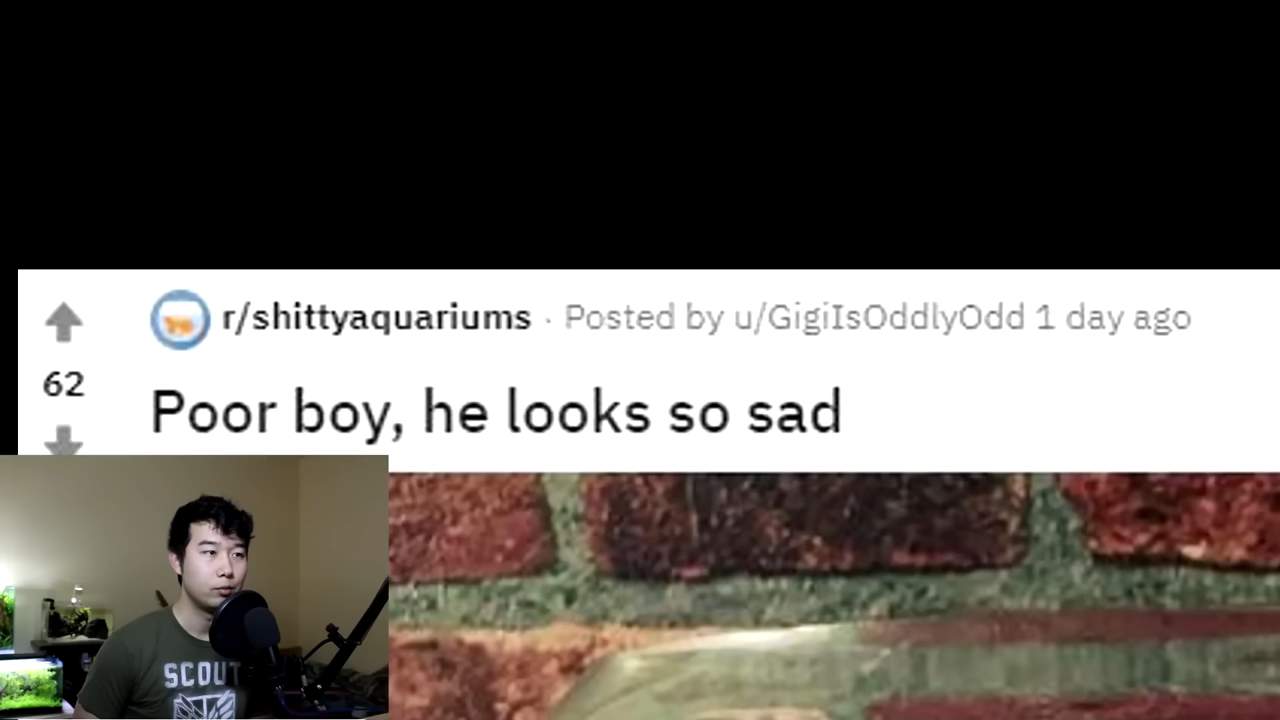 r/shittyaquariums · Posted by u/GigiIsOddlyOdd 1 day ago
62
Poor boy, he looks so sad
SCOUT